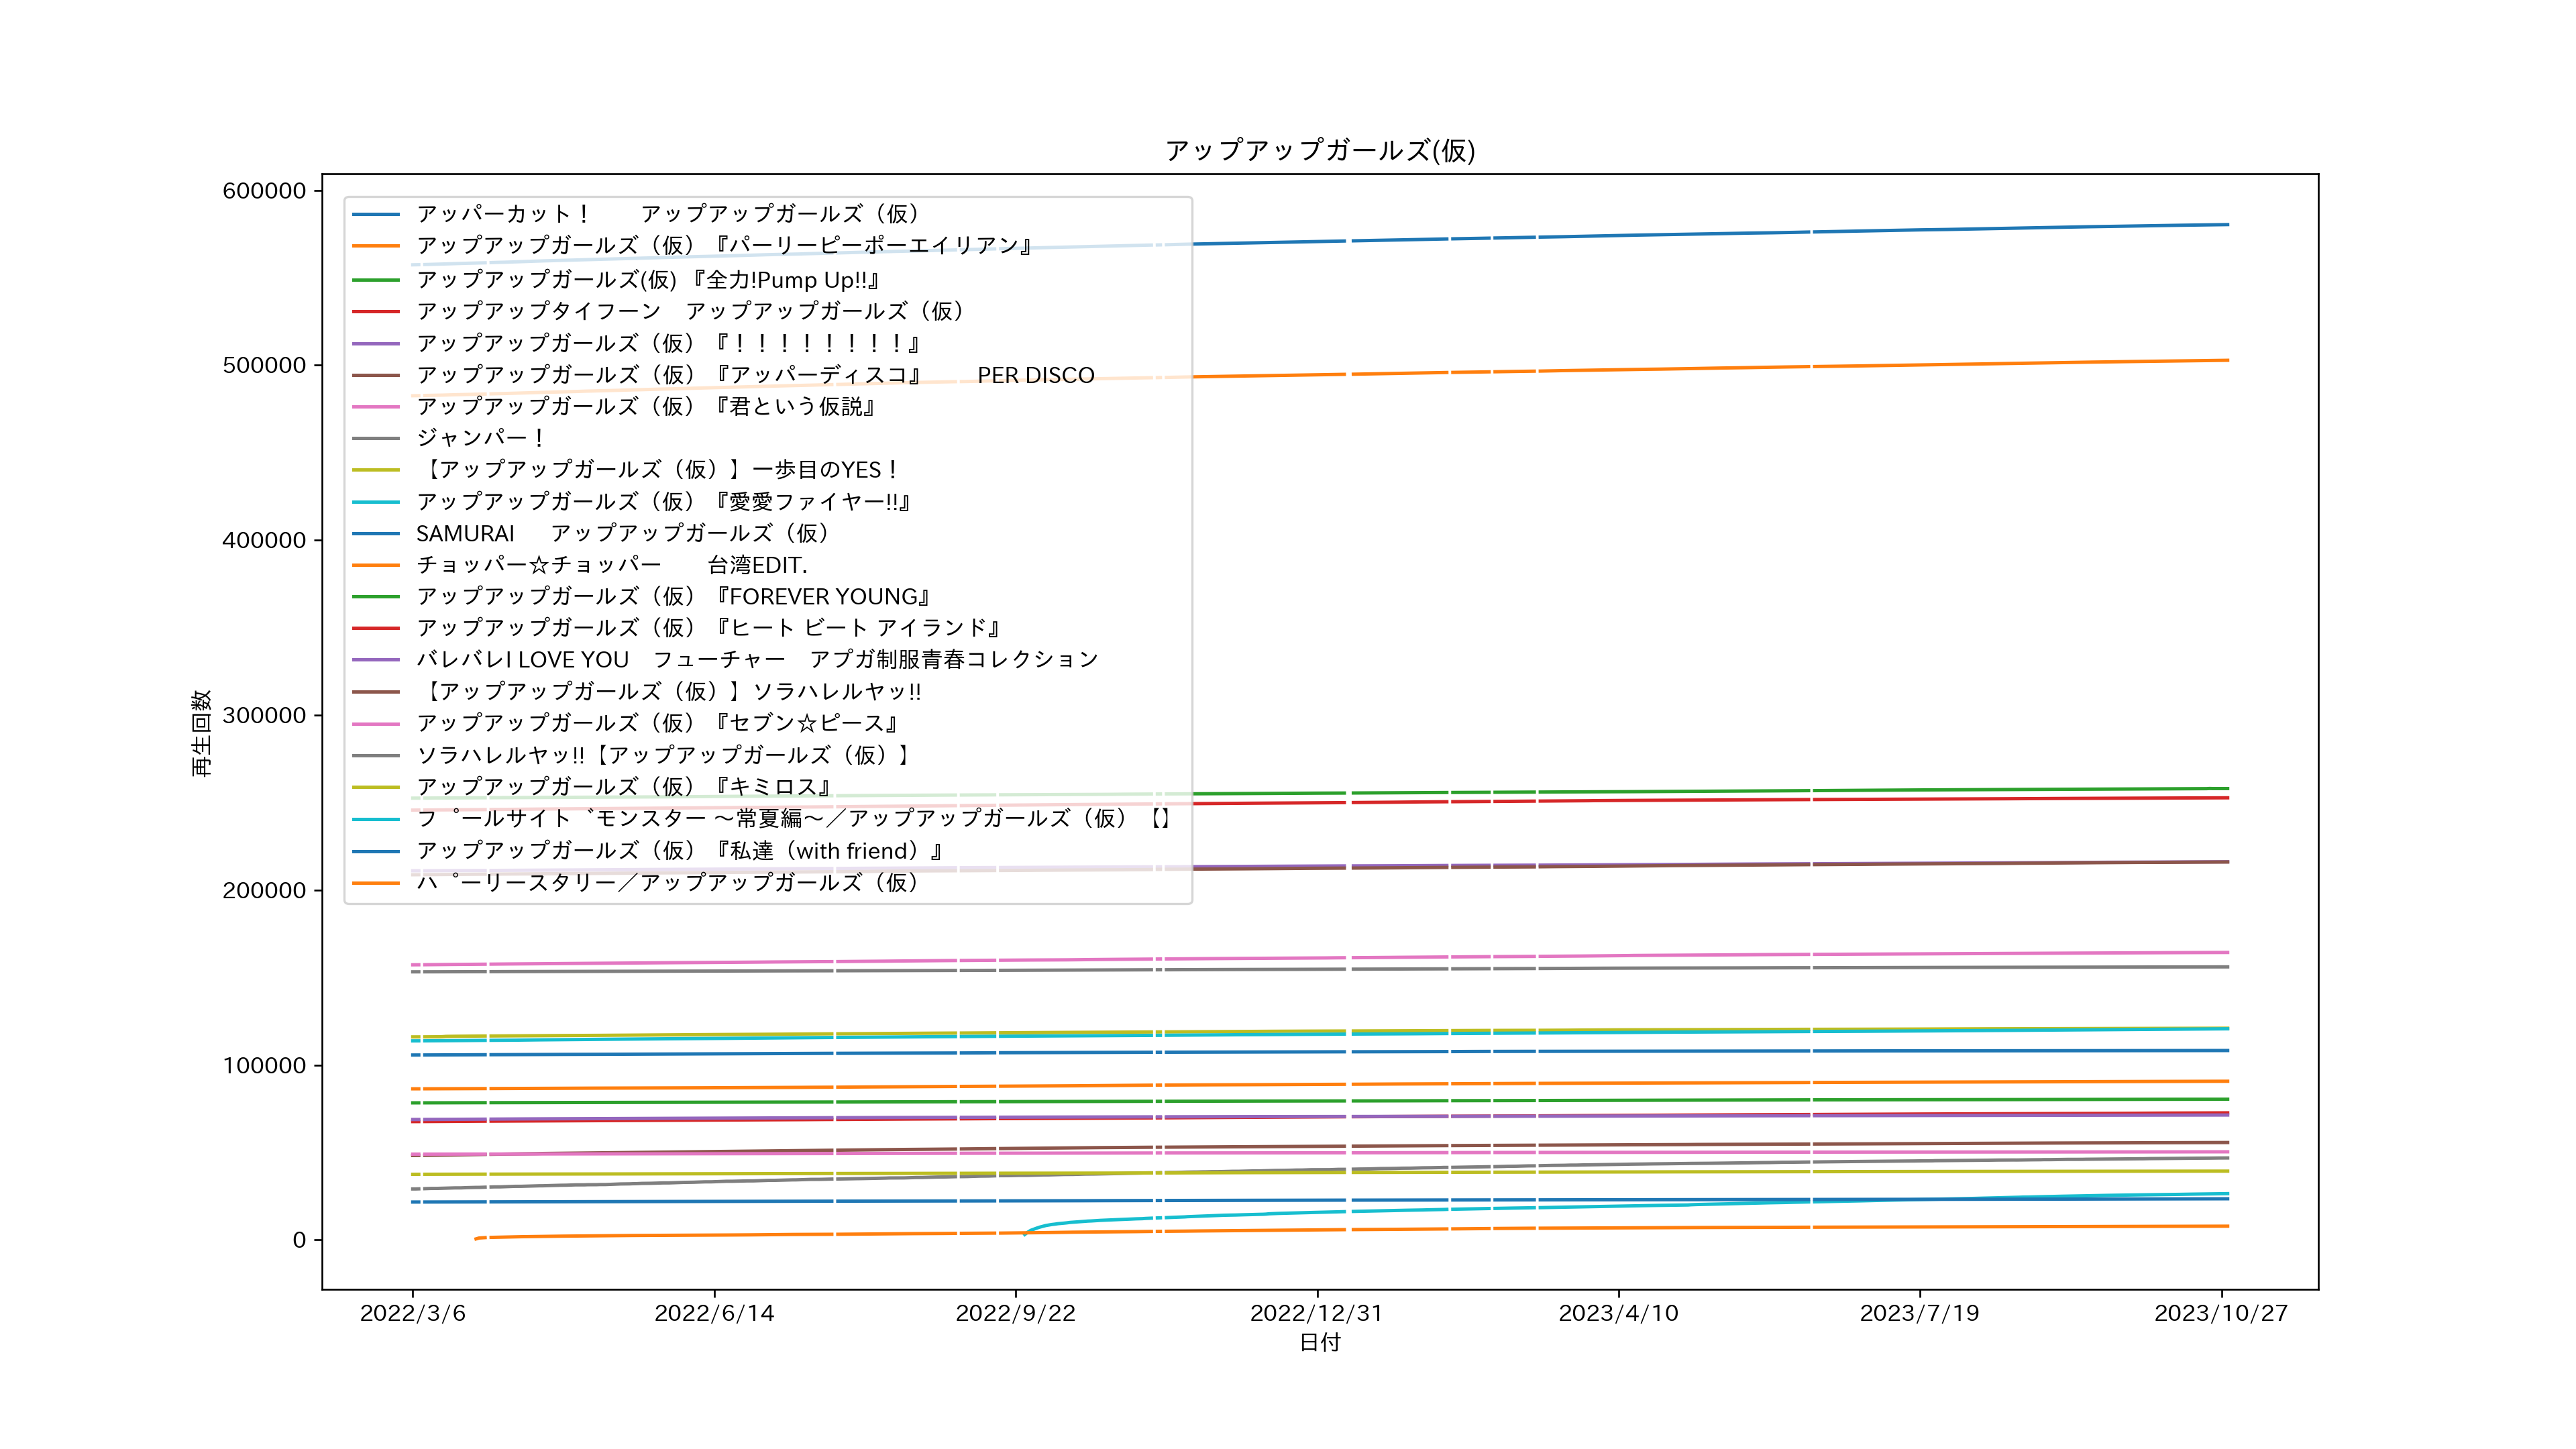 アップアップガールズ(仮)
再生回数
600000
500000
400000
300000
200000
100000
0
アッパーカット！　　アップアップガールズ（仮）
アップアップガールズ（仮）『パーリーピーポーエイリアン』
アップアップガールズ(仮) 『全力!Pump Up!!』
アップアップタイフーン　アップアップガールズ（仮）
アップアップガールズ（仮）『！！！！！！！！』
アップアップガールズ（仮）『アッパーディスコ』　　PER DISCO
アップアップガールズ（仮）『君という仮説』
ジャンパー！
【アップアップガールズ（仮）】一歩目のYES！
アップアップガールズ（仮）『愛愛ファイヤー!!』
SAMURAI　アップアップガールズ（仮）
チョッパー☆チョッパー　　台湾EDIT.
アップアップガールズ（仮）『FOREVER YOUNG』
アップアップガールズ（仮）『ヒート ビート アイランド』
バレバレI LOVE YOU　フューチャー　アプガ制服青春コレクション
【アップアップガールズ（仮）】ソラハレルヤッ!!
アップアップガールズ（仮）『セブン☆ピース』
ソラハレルヤッ!!【アップアップガールズ（仮）】
アップアップガールズ（仮）『キミロス』
フ゜ールサイト゛モンスター ～常夏編～／アップアップガールズ（仮）【】
アップアップガールズ（仮）『私達（with friend）』
ハ゜ーリースタリー／アップアップガールズ（仮）
2022/3/6
2022/6/14
2022/9/22
2022/12/31
2023/4/10
2023/7/19
2023/10/27
日付